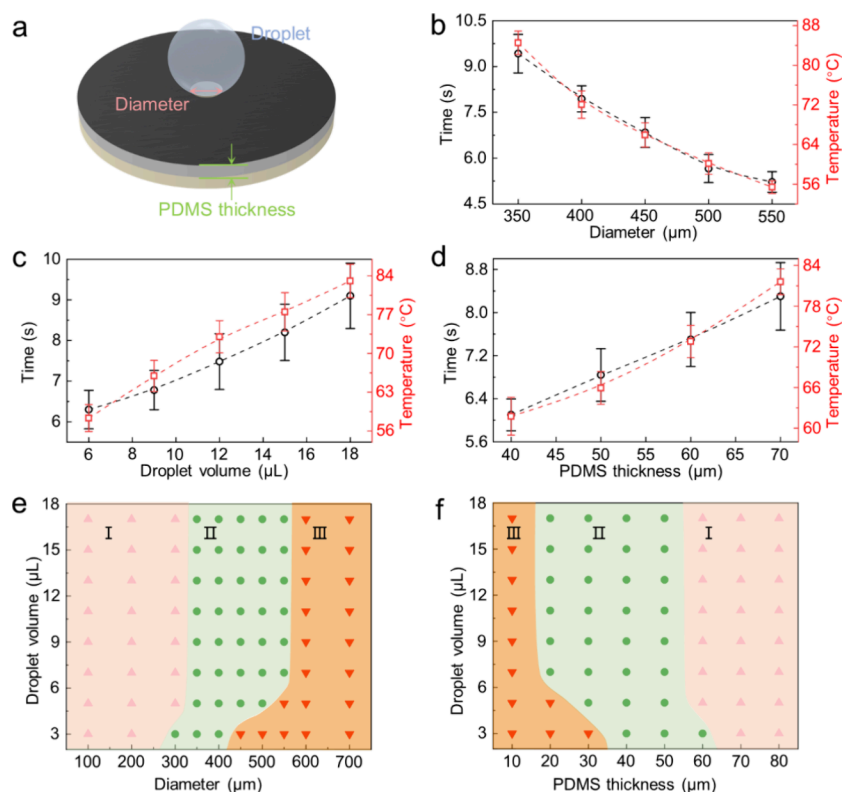 a
Droplet
Diameter
PDMS thickness
b
10.5
9.0
7.5
6.0
4.5
Time (s)
88
80
72
64
56
Temperature (°C)
350 400 450 500 550
Diameter (μm)
c
10
9
8
7
6
Time (s)
84
77
70
63
56
Temperature (°C)
6 8 10 12 14 16 18
Droplet volume (μL)
d
8.8
8.0
7.2
6.4
5.6
Time (s)
84
78
72
66
60
Temperature (°C)
40 45 50 55 60 65 70
PDMS thickness (μm)
e
18
15
12
9
6
3
Droplet volume (μL)
I II III
100 200 300 400 500 600 700
Diameter (μm)
f
18
15
12
9
6
3
Droplet volume (μL)
III II I
10 20 30 40 50 60 70 80
PDMS thickness (μm)